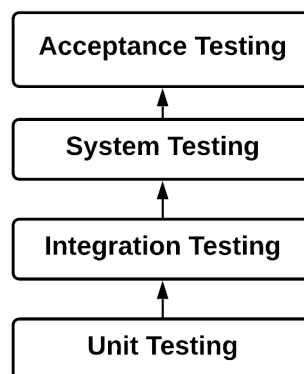 Acceptance Testing
System Testing
Integration Testing
Unit Testing